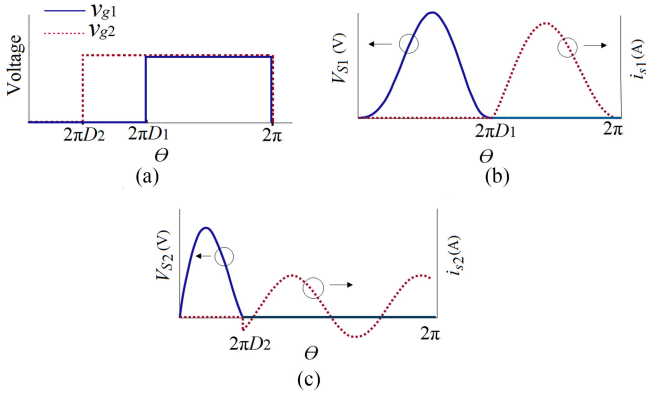 v_g1
v_g2
Voltage
2πD₂
2πD₁
2π
Θ
(a)
V_S1 (V)
i_s1 (A)
2πD₁
2π
Θ
(b)
V_S2 (V)
i_s2 (A)
2πD₂
2π
Θ
(c)